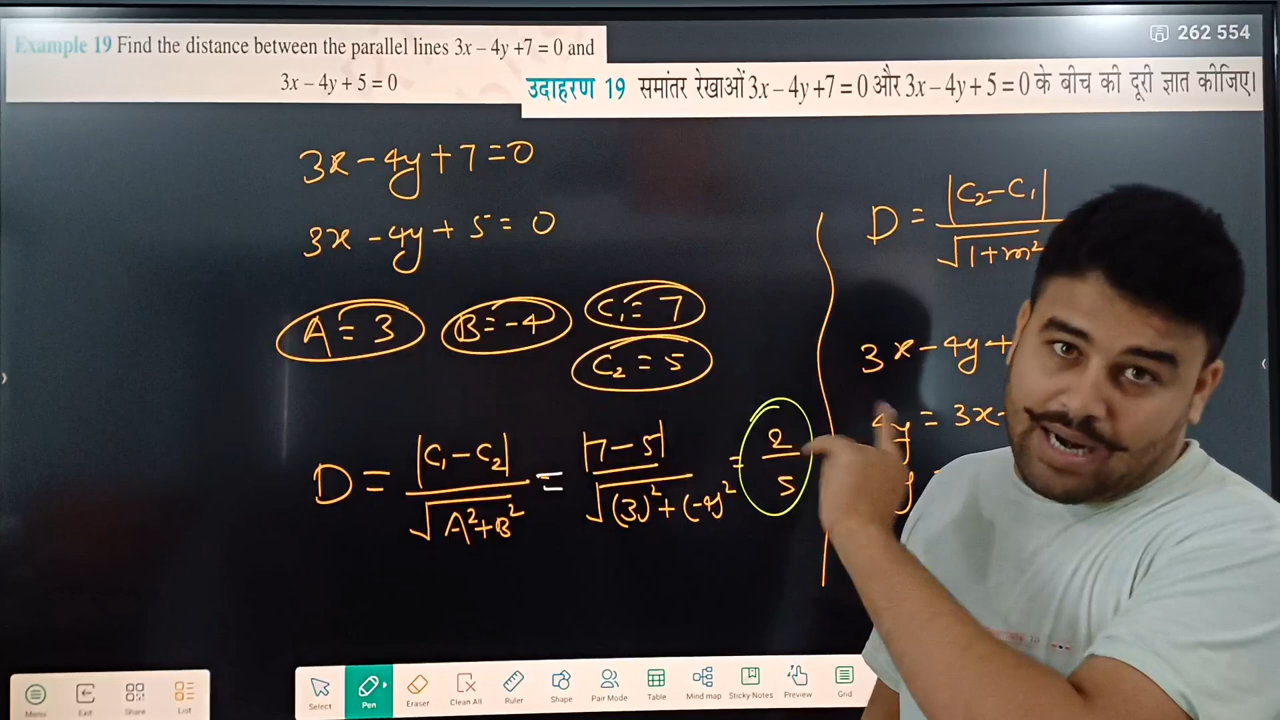 262 554
Example 19 Find the distance between the parallel lines 3x – 4y +7 = 0 and
3x – 4y + 5 = 0
उदाहरण 19 समांतर रेखाओं 3x – 4y +7 = 0 और 3x – 4y + 5 = 0 के बीच की दूरी ज्ञात कीजिए।
3x - 4y + 7 = 0
3x - 4y + 5 = 0
A = 3 B = -4 C₁ = 7
C₂ = 5
D = |C₁ - C₂| / √(A² + B²) = |7 - 5| / √((3)² + (-4)²) = 2/5
D = |C₂ - C₁| / √(1 + m²)
3x - 4y +
4y = 3x
Menu Exit Share List
Select Pen Eraser Clean All Ruler Shape Pair Mode Table Mind map Sticky Notes Preview Grid